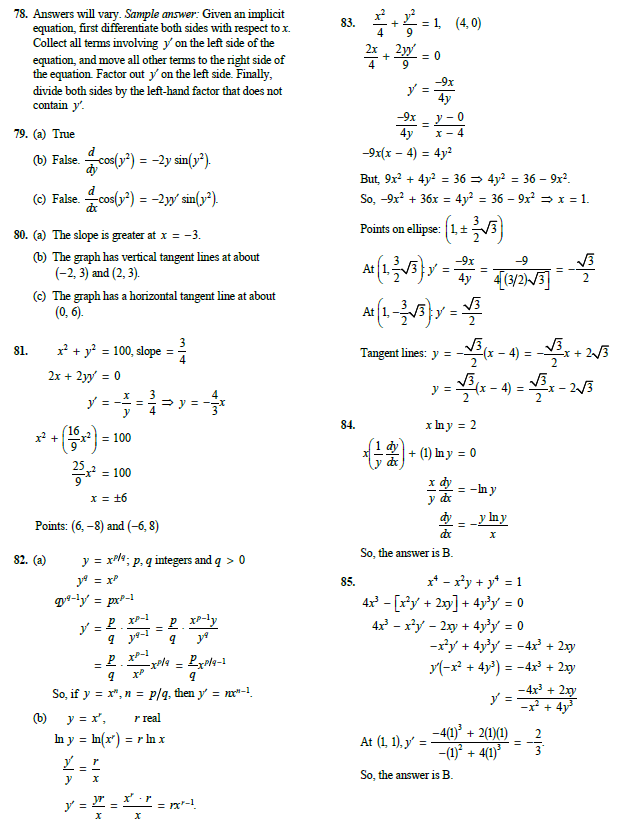 78. Answers will vary. Sample answer: Given an implicit
equation, first differentiate both sides with respect to x.
Collect all terms involving y′ on the left side of the
equation, and move all other terms to the right side of
the equation. Factor out y′ on the left side. Finally,
divide both sides by the left-hand factor that does not
contain y′.
79. (a) True
(b) False. d/dy cos(y²) = −2y sin(y²).
(c) False. d/dx cos(y²) = −2yy′ sin(y²).
80. (a) The slope is greater at x = −3.
(b) The graph has vertical tangent lines at about
(−2, 3) and (2, 3).
(c) The graph has a horizontal tangent line at about
(0, 6).
81. x² + y² = 100, slope = 3/4
2x + 2yy′ = 0
y′ = −x/y = 3/4 ⇒ y = −4/3 x
x² + (16/9 x²) = 100
25/9 x² = 100
x = ±6
Points: (6, −8) and (−6, 8)
82. (a) y = x^(p/q); p, q integers and q > 0
y^q = x^p
qy^(q−1)y′ = px^(p−1)
y′ = p/q · x^(p−1)/y^(q−1) = p/q · x^(p−1)y/y^q
= p/q · x^(p−1)/x^p x^(p/q) = p/q x^(p/q−1)
So, if y = x^n, n = p/q, then y′ = nx^(n−1).
(b) y = x^r, r real
ln y = ln(x^r) = r ln x
y′/y = r/x
y′ = yr/x = x^r · r/x = rx^(r−1).
83. x²/4 + y²/9 = 1, (4, 0)
2x/4 + 2yy′/9 = 0
y′ = −9x/4y
−9x/4y = (y − 0)/(x − 4)
−9x(x − 4) = 4y²
But, 9x² + 4y² = 36 ⇒ 4y² = 36 − 9x².
So, −9x² + 36x = 4y² = 36 − 9x² ⇒ x = 1.
Points on ellipse: (1, ± 3/2 √3)
At (1, 3/2 √3): y′ = −9x/4y = −9/4[(3/2)√3] = −√3/2
At (1, −3/2 √3): y′ = √3/2
Tangent lines: y = −√3/2 (x − 4) = −√3/2 x + 2√3
y = √3/2 (x − 4) = √3/2 x − 2√3
84. x ln y = 2
x(1/y dy/dx) + (1) ln y = 0
x/y dy/dx = −ln y
dy/dx = −y ln y/x
So, the answer is B.
85. x⁴ − x²y + y⁴ = 1
4x³ − [x²y′ + 2xy] + 4y³y′ = 0
4x³ − x²y′ − 2xy + 4y³y′ = 0
−x²y′ + 4y³y′ = −4x³ + 2xy
y′(−x² + 4y³) = −4x³ + 2xy
y′ = (−4x³ + 2xy)/(−x² + 4y³)
At (1, 1), y′ = (−4(1)³ + 2(1)(1))/(−(1)² + 4(1)³) = −2/3.
So, the answer is B.